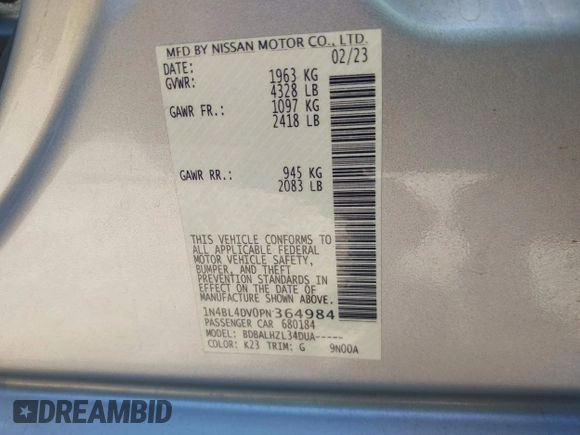 MFD BY NISSAN MOTOR CO., LTD.
DATE: 02/23
GVWR: 1963 KG
4328 LB
GAWR FR.: 1097 KG
2418 LB
GAWR RR.: 945 KG
2083 LB
THIS VEHICLE CONFORMS TO
ALL APPLICABLE FEDERAL
MOTOR VEHICLE SAFETY,
BUMPER, AND THEFT
PREVENTION STANDARDS IN
EFFECT ON THE DATE OF
MANUFACTURE SHOWN ABOVE.
1N4BL4DV0PN364984
PASSENGER CAR 680184
MODEL: BDBALHZL34DUA-----
COLOR: K23 TRIM: G 9N00A
DREAMBID